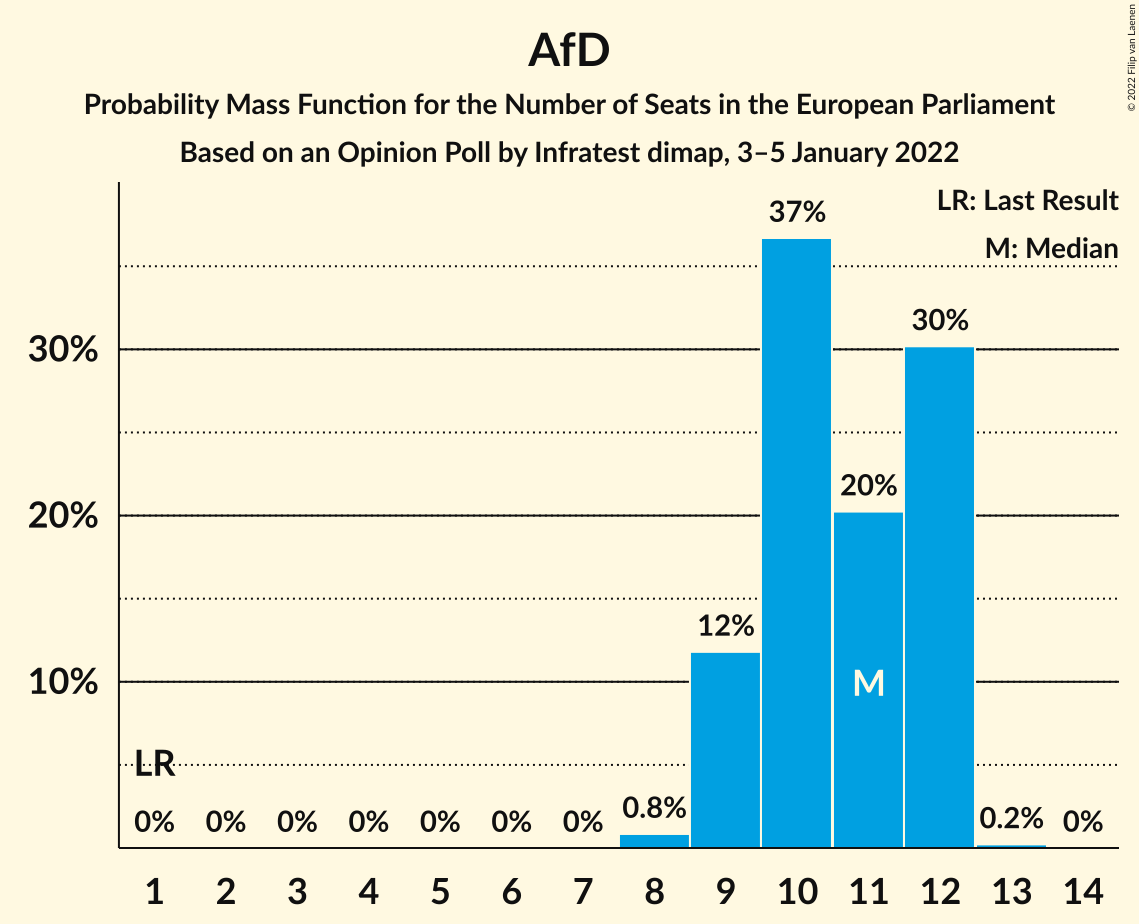 AfD
Probability Mass Function for the Number of Seats in the European Parliament
Based on an Opinion Poll by Infratest dimap, 3–5 January 2022
© 2022 Filip van Laenen
LR: Last Result
M: Median
37%
30%
30%
20%
20%
12%
10%
M
LR
0% 0% 0% 0% 0% 0% 0% 0.8% 0.2% 0%
1 2 3 4 5 6 7 8 9 10 11 12 13 14